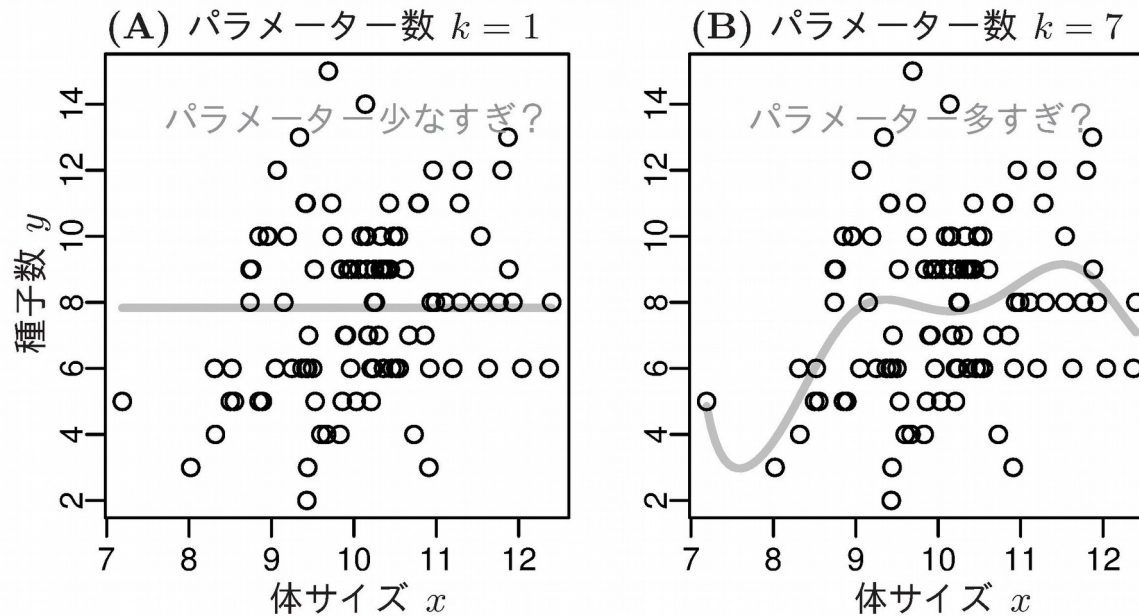 (A) パラメーター数 k = 1
パラメーター少なすぎ?
種子数 y
2 4 6 8 10 12 14
7 8 9 10 11 12
体サイズ x
(B) パラメーター数 k = 7
パラメーター多すぎ?
2 4 6 8 10 12 14
7 8 9 10 11 12
体サイズ x